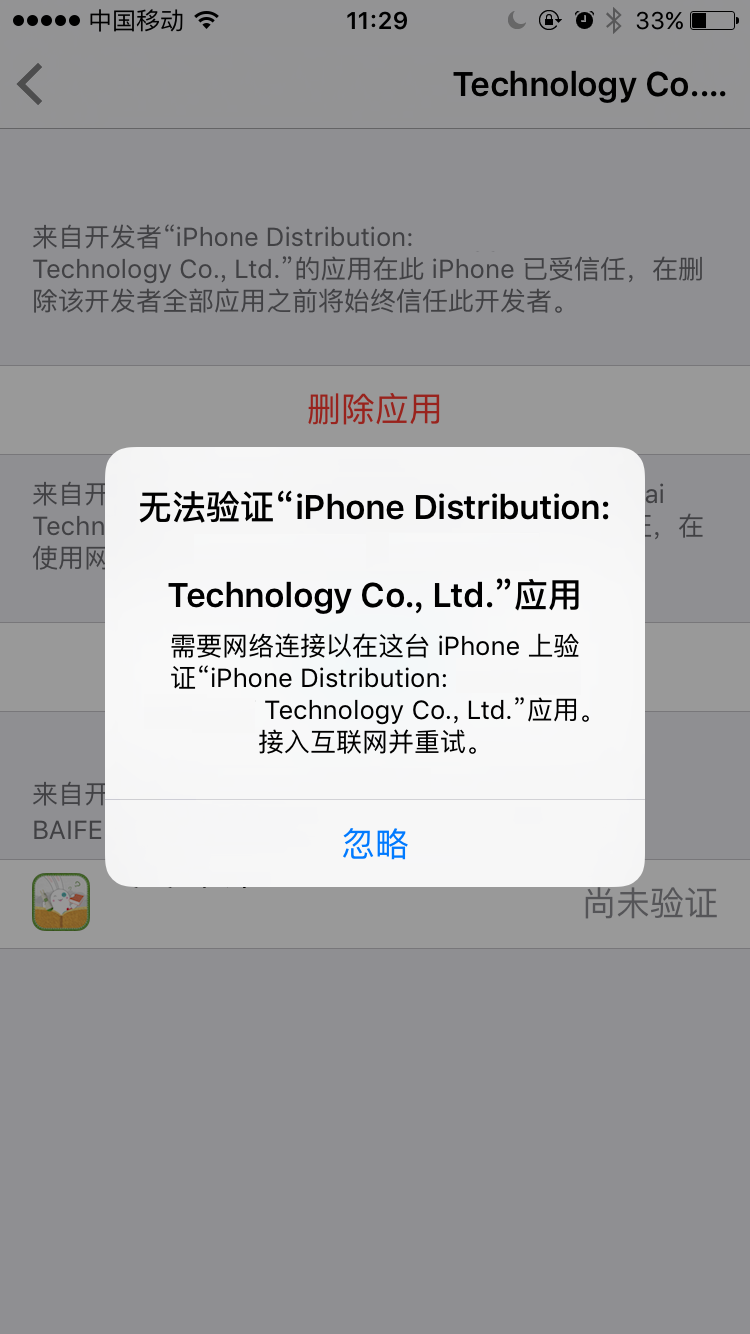 中国移动 11:29 33%
Technology Co....
来自开发者“iPhone Distribution:
Technology Co., Ltd.”的应用在此 iPhone 已受信任，在删
除该开发者全部应用之前将始终信任此开发者。
删除应用
来自开 ai
Techn 在
使用网
无法验证“iPhone Distribution:
Technology Co., Ltd.”应用
需要网络连接以在这台 iPhone 上验
证“iPhone Distribution:
Technology Co., Ltd.”应用。
接入互联网并重试。
来自开
BAIFE
忽略
尚未验证